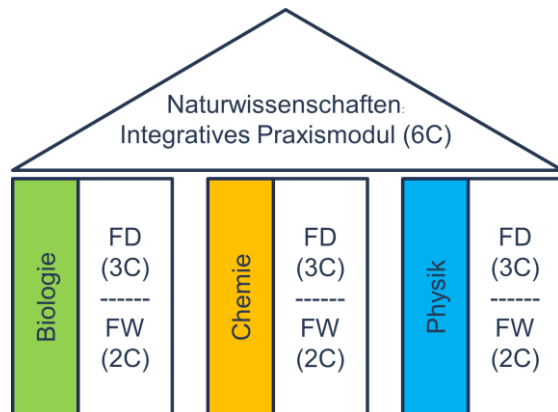 Naturwissenschaften:
Integratives Praxismodul (6C)
Biologie
FD
(3C)
------
FW
(2C)
Chemie
FD
(3C)
------
FW
(2C)
Physik
FD
(3C)
------
FW
(2C)